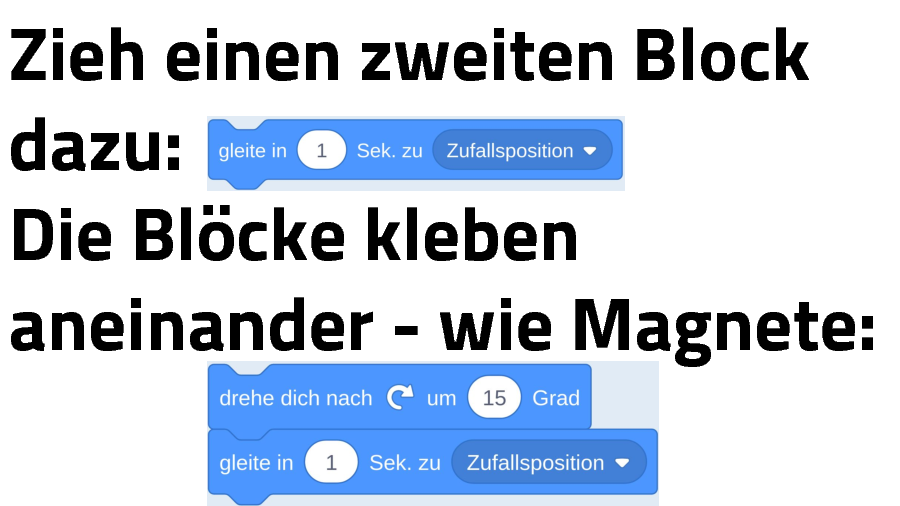 Zieh einen zweiten Block
dazu: gleite in 1 Sek. zu Zufallsposition
Die Blöcke kleben
aneinander - wie Magnete:
drehe dich nach um 15 Grad
gleite in 1 Sek. zu Zufallsposition